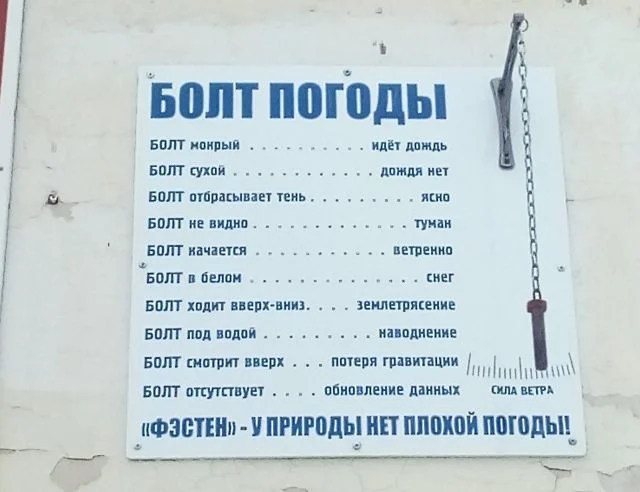 БОЛТ ПОГОДЫ
БОЛТ мокрый . . . . . . . . . . идёт дождь
БОЛТ сухой . . . . . . . . . . . . дождя нет
БОЛТ отбрасывает тень . . . . . . . . . ясно
БОЛТ не видно . . . . . . . . . . . . . туман
БОЛТ качается . . . . . . . . . . . ветренно
БОЛТ в белом . . . . . . . . . . . . . . снег
БОЛТ ходит вверх-вниз. . . . землетрясение
БОЛТ под водой . . . . . . . . . наводнение
БОЛТ смотрит вверх . . . потеря гравитации
БОЛТ отсутствует . . . . обновление данных
СИЛА ВЕТРА
«ФЭСТЕН» - У ПРИРОДЫ НЕТ ПЛОХОЙ ПОГОДЫ!